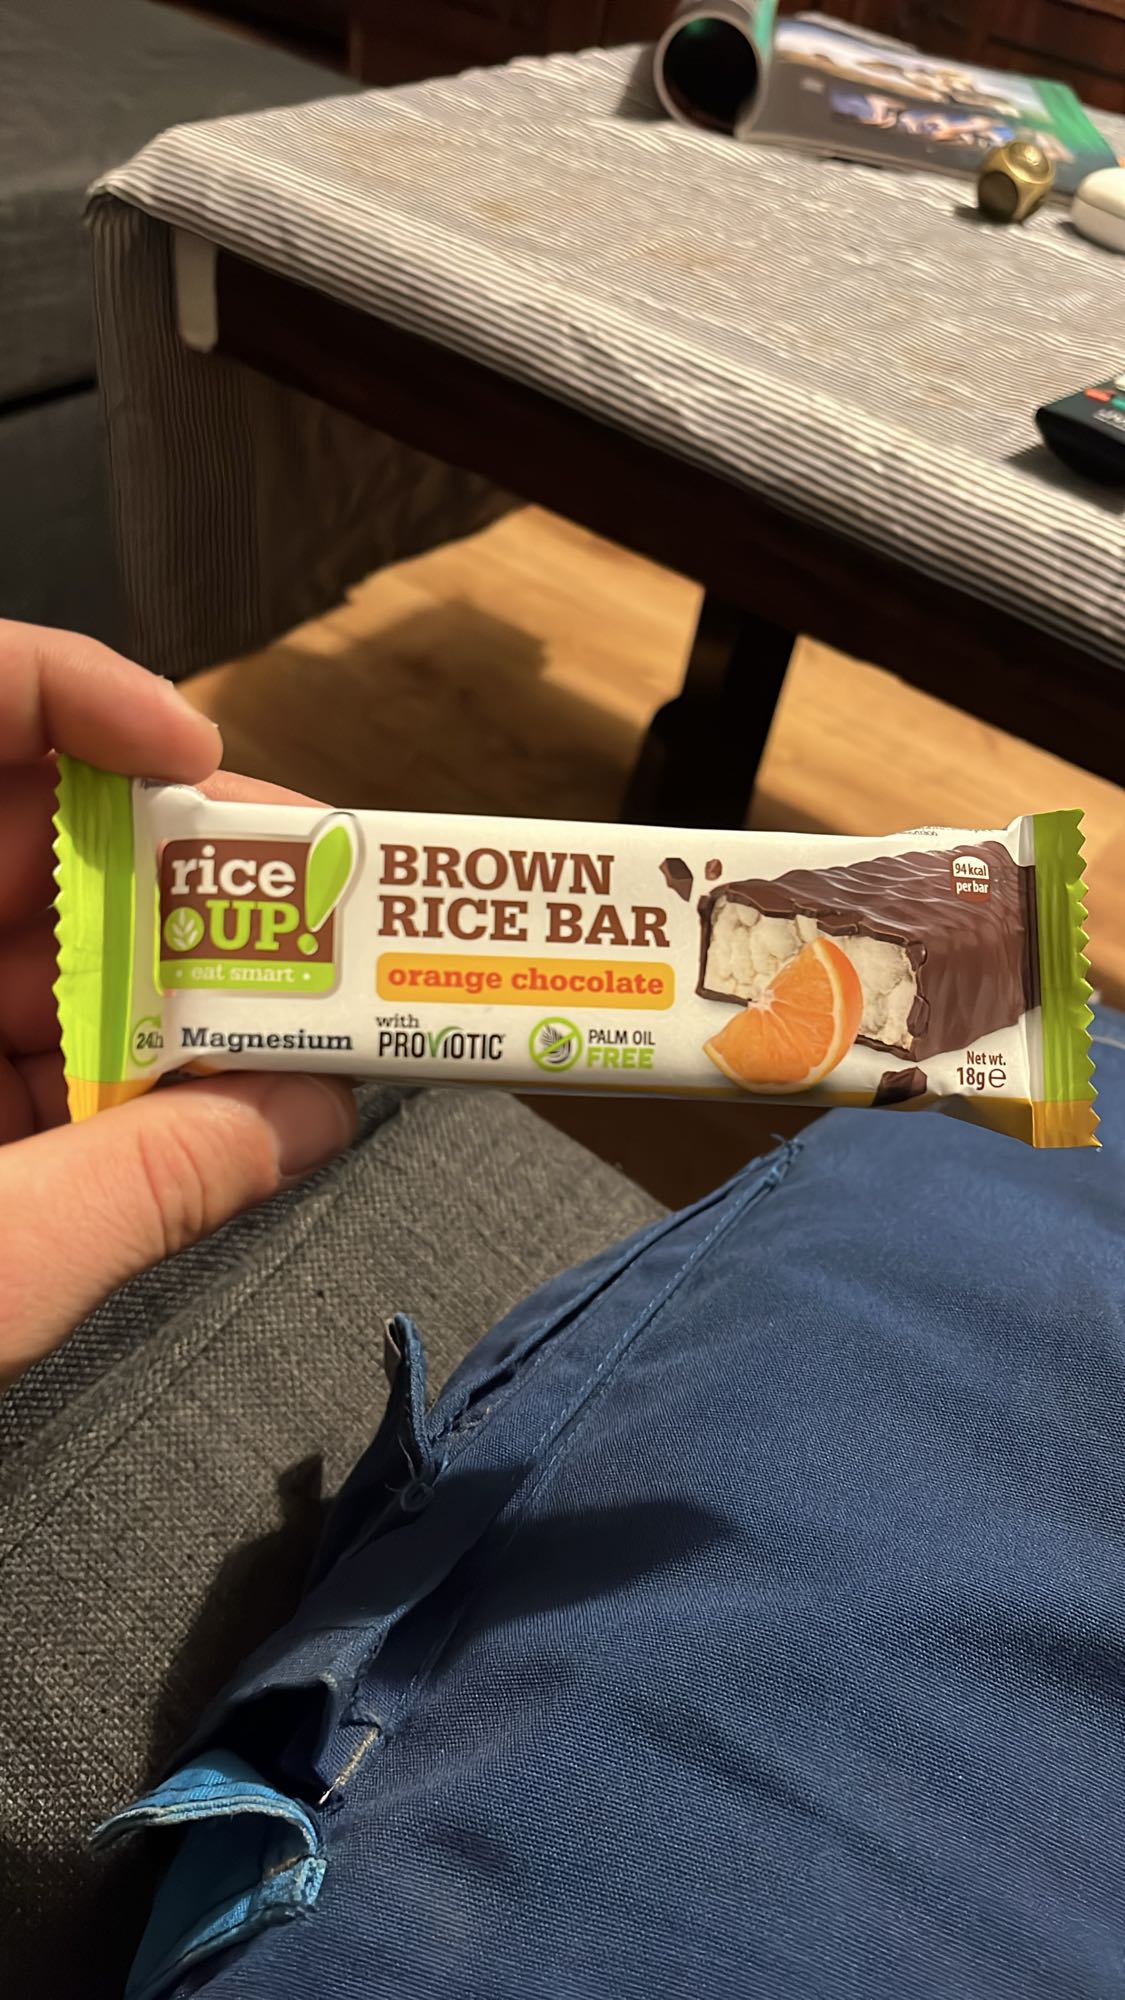 rice
UP!
• eat smart •
BROWN
RICE BAR
orange chocolate
24h
Magnesium
with
PROVIOTIC
PALM OIL
FREE
94 kcal
per bar
Net wt.
18g e